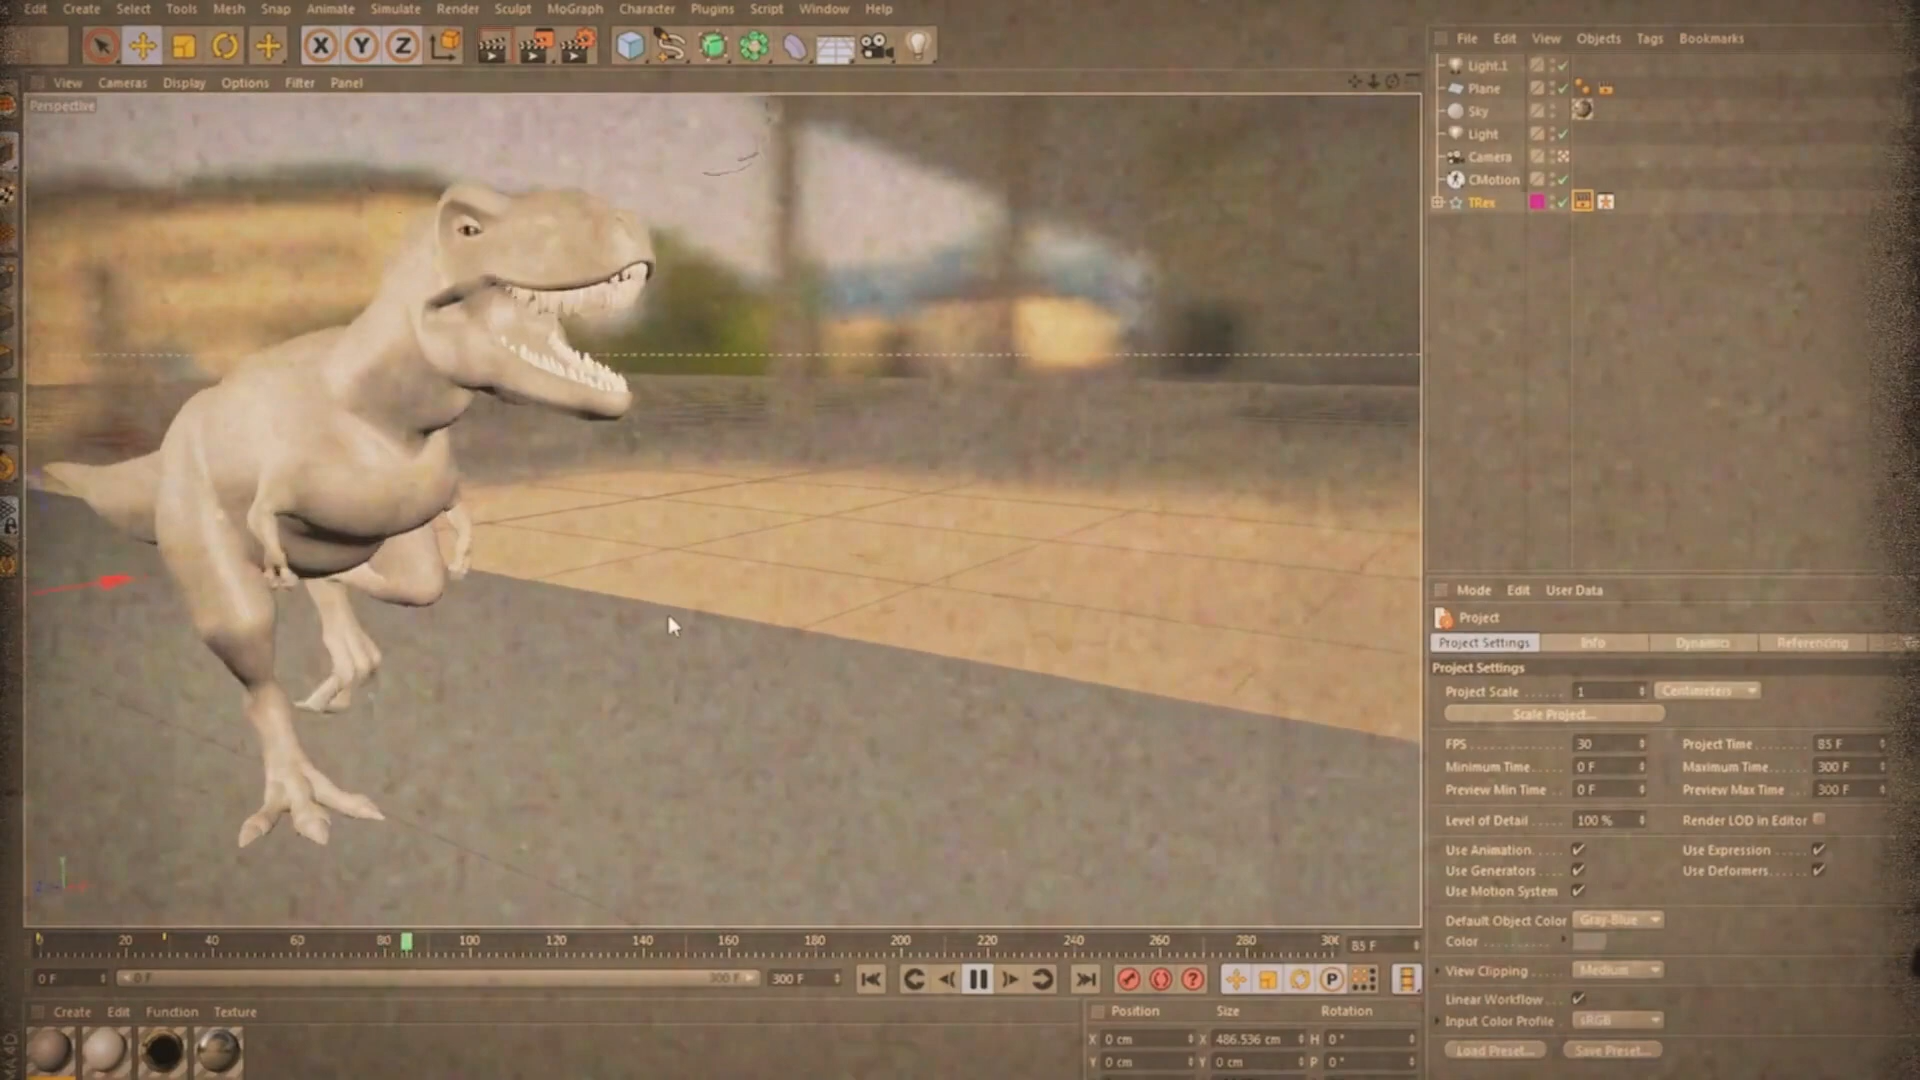 Edit Create Select Tools Mesh Snap Animate Simulate Render Sculpt MoGraph Character Plugins Script Window Help
X Y Z
View Cameras Display Options Filter Panel
Perspective
File Edit View Objects Tags Bookmarks
Light.1
Plane
Sky
Light
Camera
CMotion
TRex
Mode Edit User Data
Project
Project Settings Info Dynamics Referencing
Project Settings
Project Scale 1 Centimeters
Scale Project...
FPS 30 Project Time 85 F
Minimum Time 0 F Maximum Time 300 F
Preview Min Time 0 F Preview Max Time 300 F
Level of Detail 100 % Render LOD in Editor
Use Animation Use Expression
Use Generators Use Deformers
Use Motion System
Default Object Color Gray-Blue
Color
View Clipping Medium
Linear Workflow
Input Color Profile sRGB
Load Preset... Save Preset...
0 20 40 60 80 100 120 140 160 180 200 220 240 260 280 300 85 F
0 F 0 F 300 F 300 F P
Create Edit Function Texture
Position Size Rotation
X 0 cm X 486.536 cm H 0 °
Y 0 cm Y 0 cm P 0 °